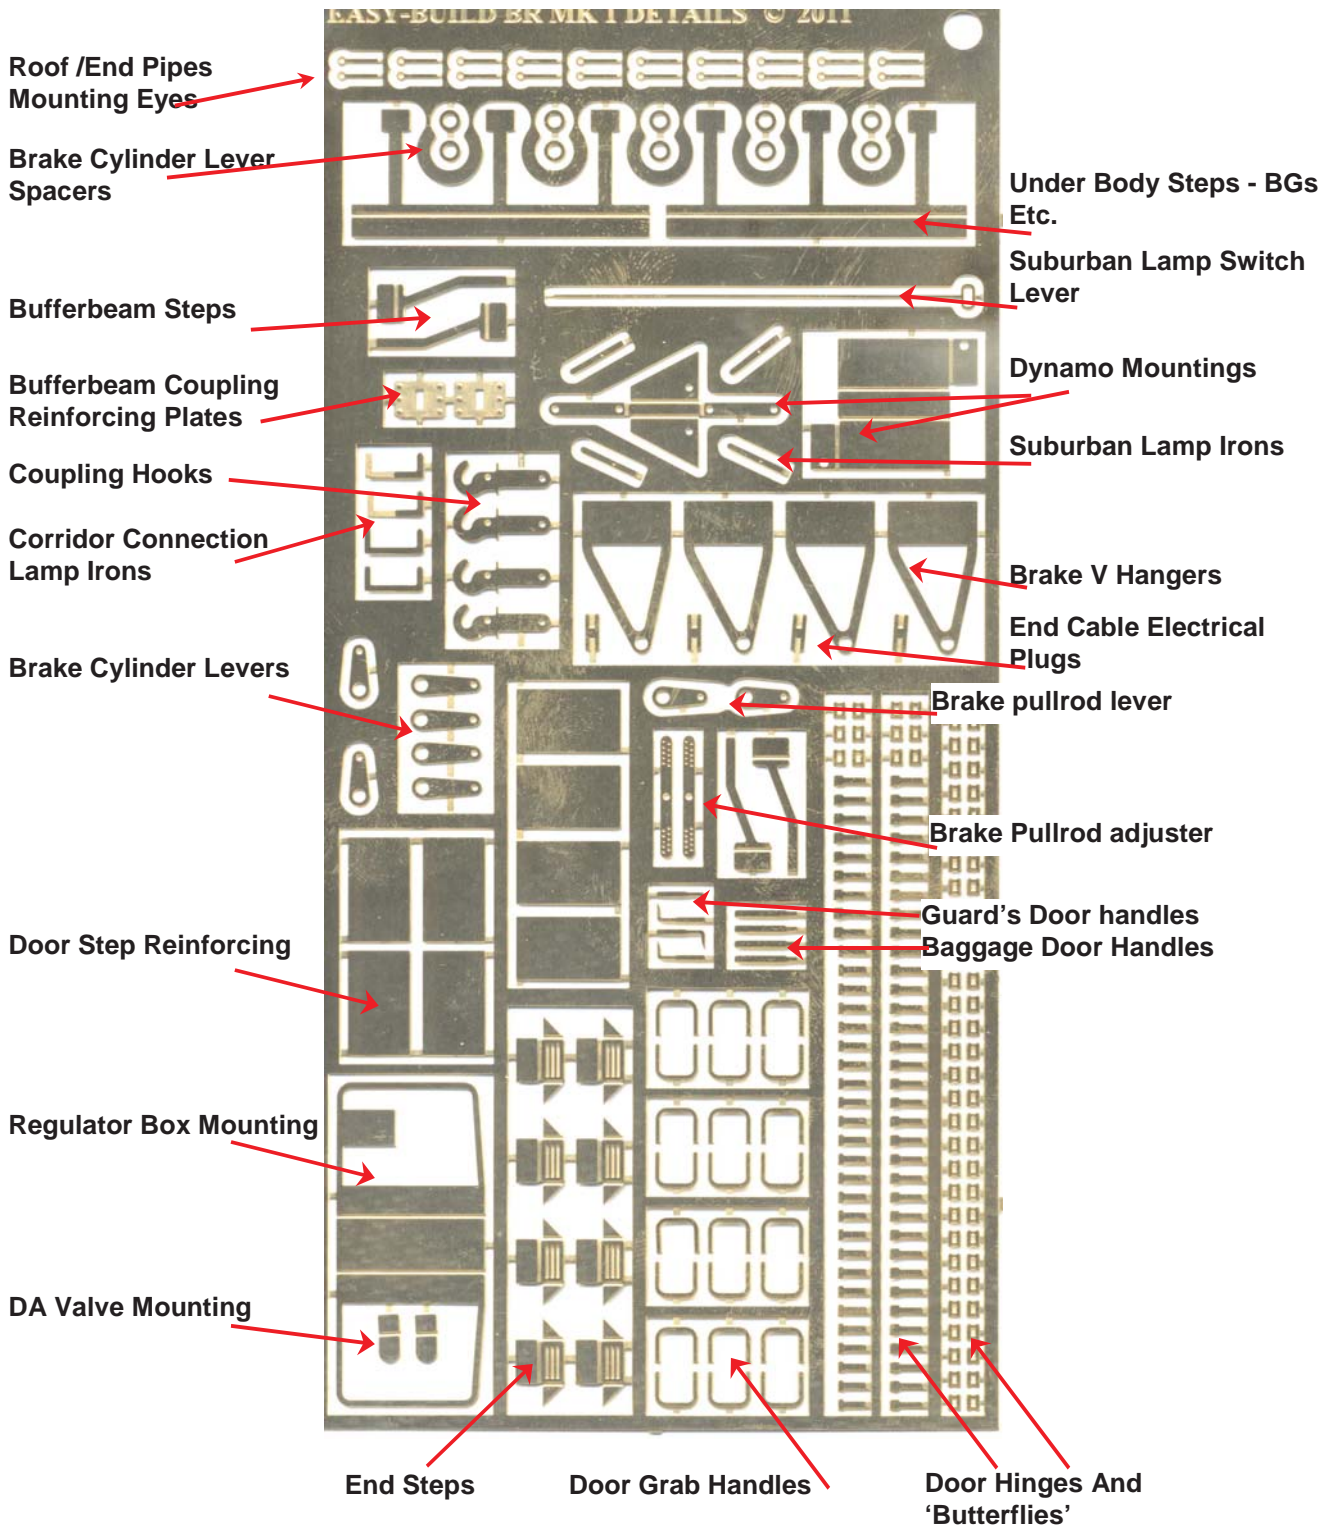 EASY-BUILD BR MK I DETAILS © 2011
Roof /End Pipes
Mounting Eyes
Brake Cylinder Lever
Spacers
Under Body Steps - BGs
Etc.
Suburban Lamp Switch
Lever
Bufferbeam Steps
Dynamo Mountings
Bufferbeam Coupling
Reinforcing Plates
Suburban Lamp Irons
Coupling Hooks
Corridor Connection
Lamp Irons
Brake V Hangers
End Cable Electrical
Plugs
Brake Cylinder Levers
Brake pullrod lever
Brake Pullrod adjuster
Guard’s Door handles
Baggage Door Handles
Door Step Reinforcing
Regulator Box Mounting
DA Valve Mounting
End Steps
Door Grab Handles
Door Hinges And
‘Butterflies’